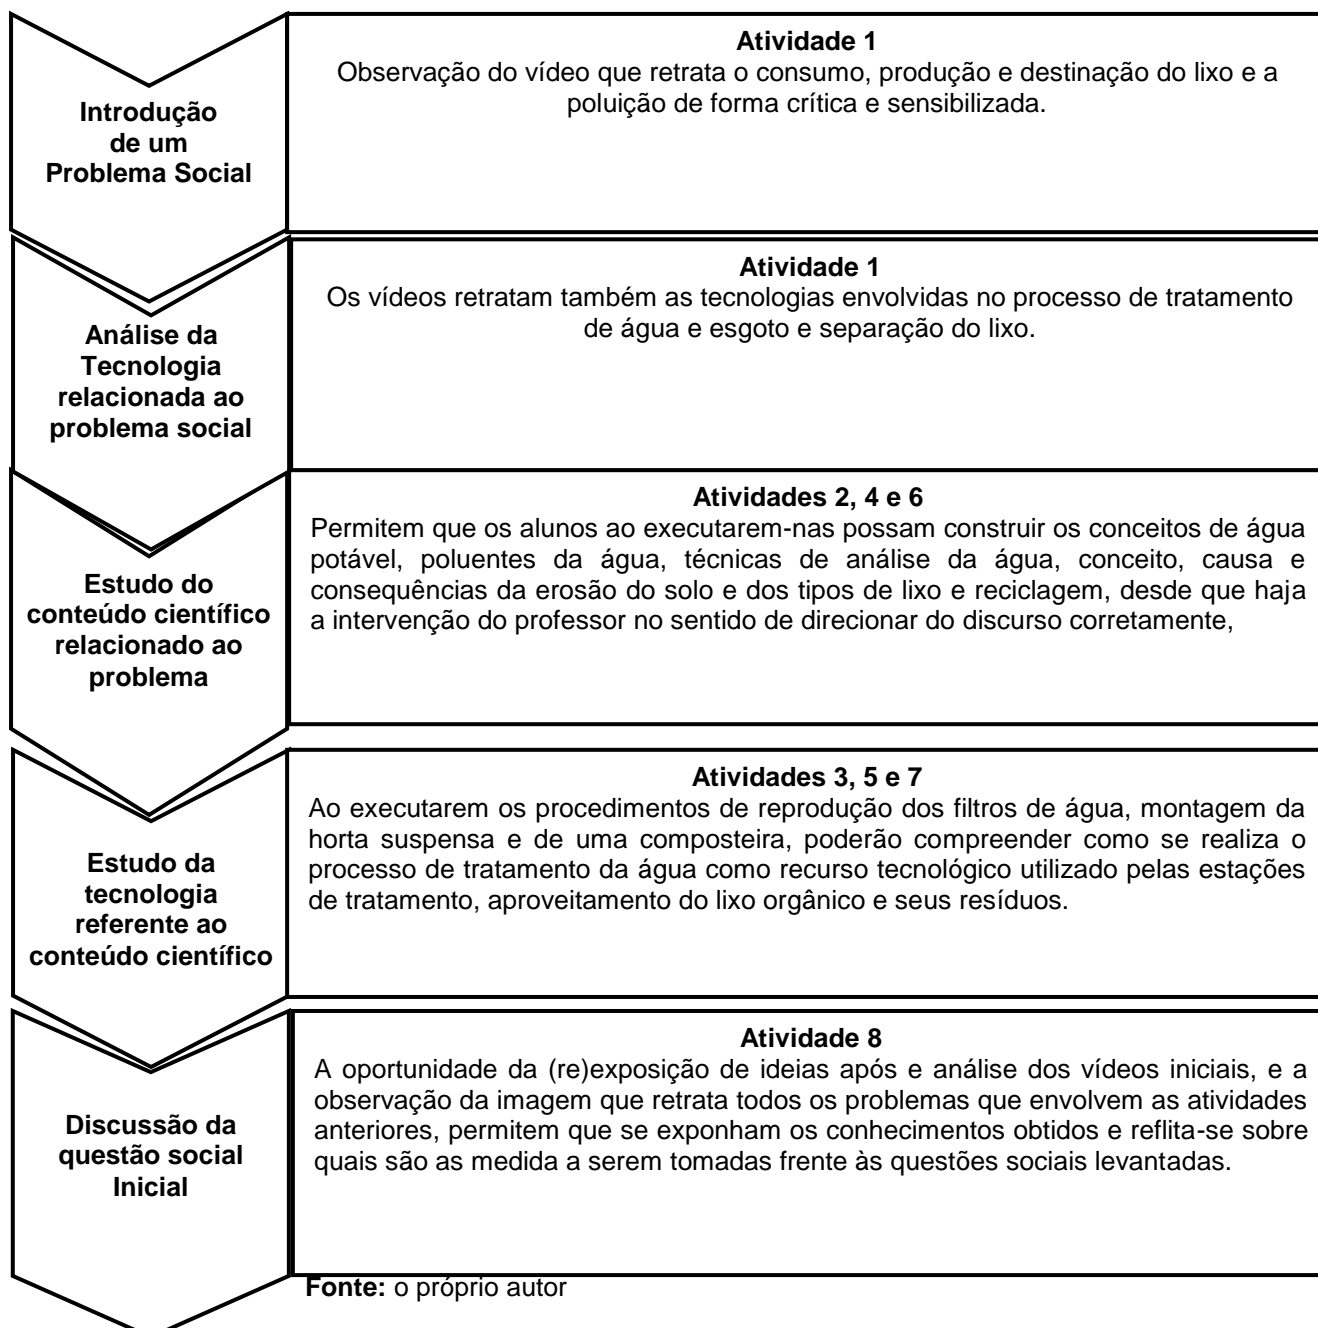 Introdução
de um
Problema Social
Atividade 1
Observação do vídeo que retrata o consumo, produção e destinação do lixo e a
poluição de forma crítica e sensibilizada.
Análise da
Tecnologia
relacionada ao
problema social
Atividade 1
Os vídeos retratam também as tecnologias envolvidas no processo de tratamento
de água e esgoto e separação do lixo.
Estudo do
conteúdo científico
relacionado ao
problema
Atividades 2, 4 e 6
Permitem que os alunos ao executarem-nas possam construir os conceitos de água
potável, poluentes da água, técnicas de análise da água, conceito, causa e
consequências da erosão do solo e dos tipos de lixo e reciclagem, desde que haja
a intervenção do professor no sentido de direcionar do discurso corretamente,
Estudo da
tecnologia
referente ao
conteúdo científico
Atividades 3, 5 e 7
Ao executarem os procedimentos de reprodução dos filtros de água, montagem da
horta suspensa e de uma composteira, poderão compreender como se realiza o
processo de tratamento da água como recurso tecnológico utilizado pelas estações
de tratamento, aproveitamento do lixo orgânico e seus resíduos.
Discussão da
questão social
Inicial
Atividade 8
A oportunidade da (re)exposição de ideias após e análise dos vídeos iniciais, e a
observação da imagem que retrata todos os problemas que envolvem as atividades
anteriores, permitem que se exponham os conhecimentos obtidos e reflita-se sobre
quais são as medida a serem tomadas frente às questões sociais levantadas.
Fonte: o próprio autor